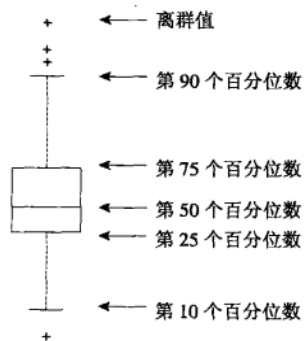 离群值
第 90 个百分位数
第 75 个百分位数
第 50 个百分位数
第 25 个百分位数
第 10 个百分位数